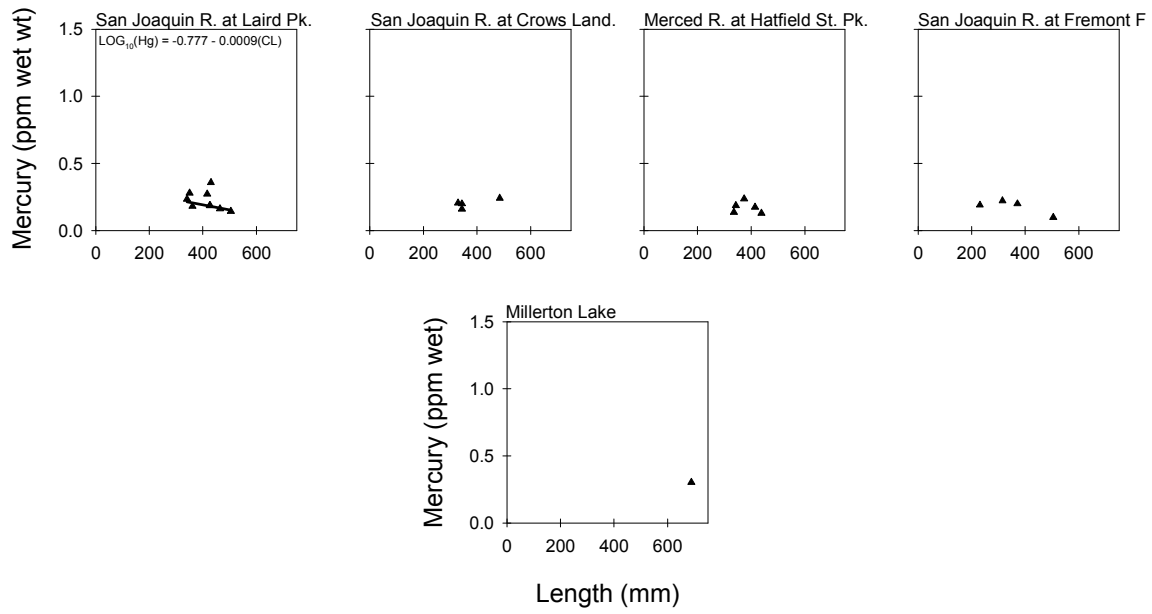 San Joaquin R. at Laird Pk.
San Joaquin R. at Crows Land.
Merced R. at Hatfield St. Pk.
San Joaquin R. at Fremont F
LOG10(Hg) = -0.777 - 0.0009(CL)
Mercury (ppm wet wt)
1.5
1.0
0.5
0.0
0 200 400 600
0 200 400 600
0 200 400 600
0 200 400 600
Millerton Lake
Mercury (ppm wet)
1.5
1.0
0.5
0.0
0 200 400 600
Length (mm)